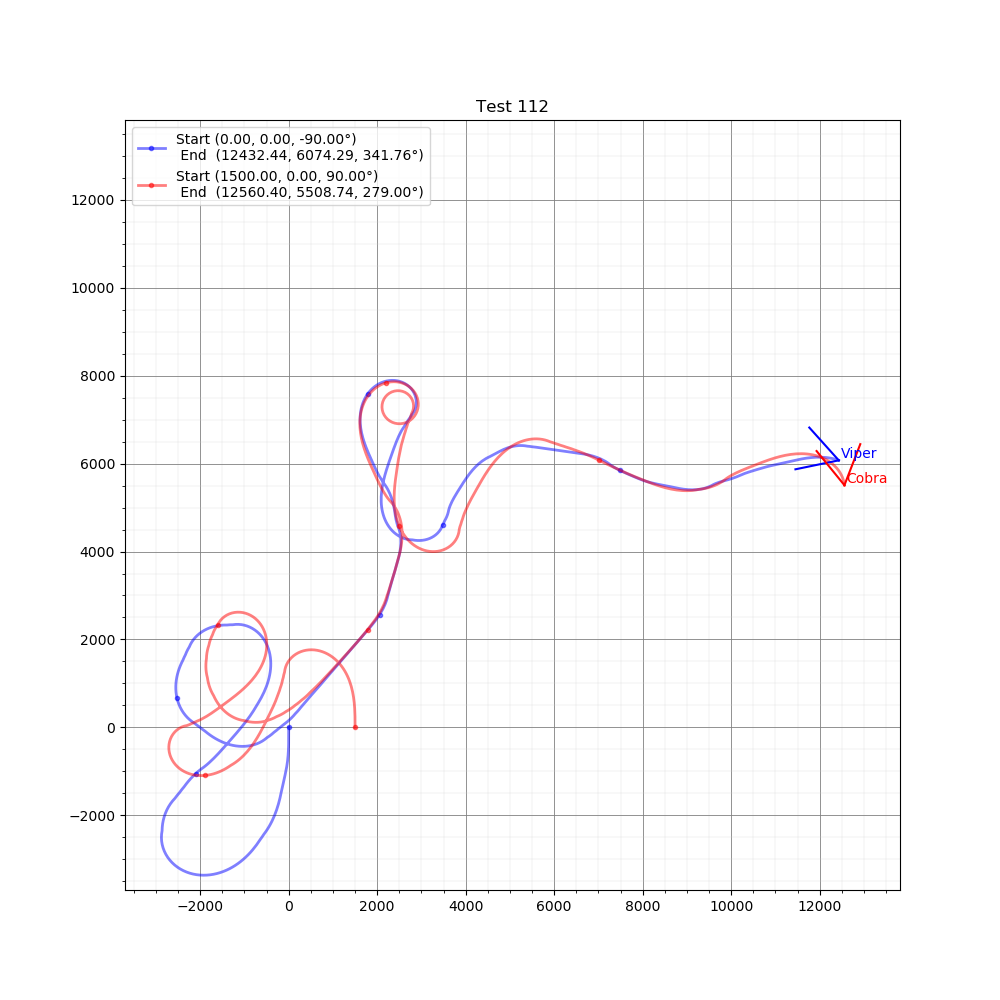 Test 112
Start (0.00, 0.00, -90.00°)
End  (12432.44, 6074.29, 341.76°)
Start (1500.00, 0.00, 90.00°)
End  (12560.40, 5508.74, 279.00°)
12000
10000
8000
6000
4000
2000
0
−2000
Viper
Cobra
−2000 0 2000 4000 6000 8000 10000 12000